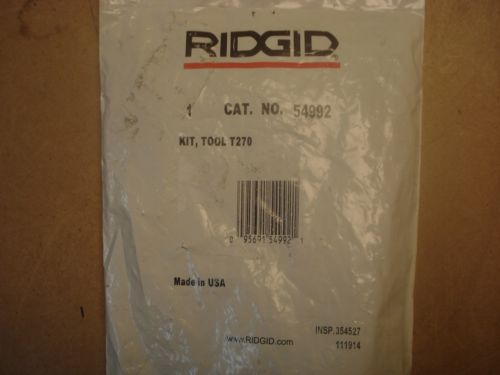 RIDGID
1 CAT. NO. 54992
KIT, TOOL T270
0 95691 54992 1
Made in USA
INSP.354527
www.RIDGID.com
111914